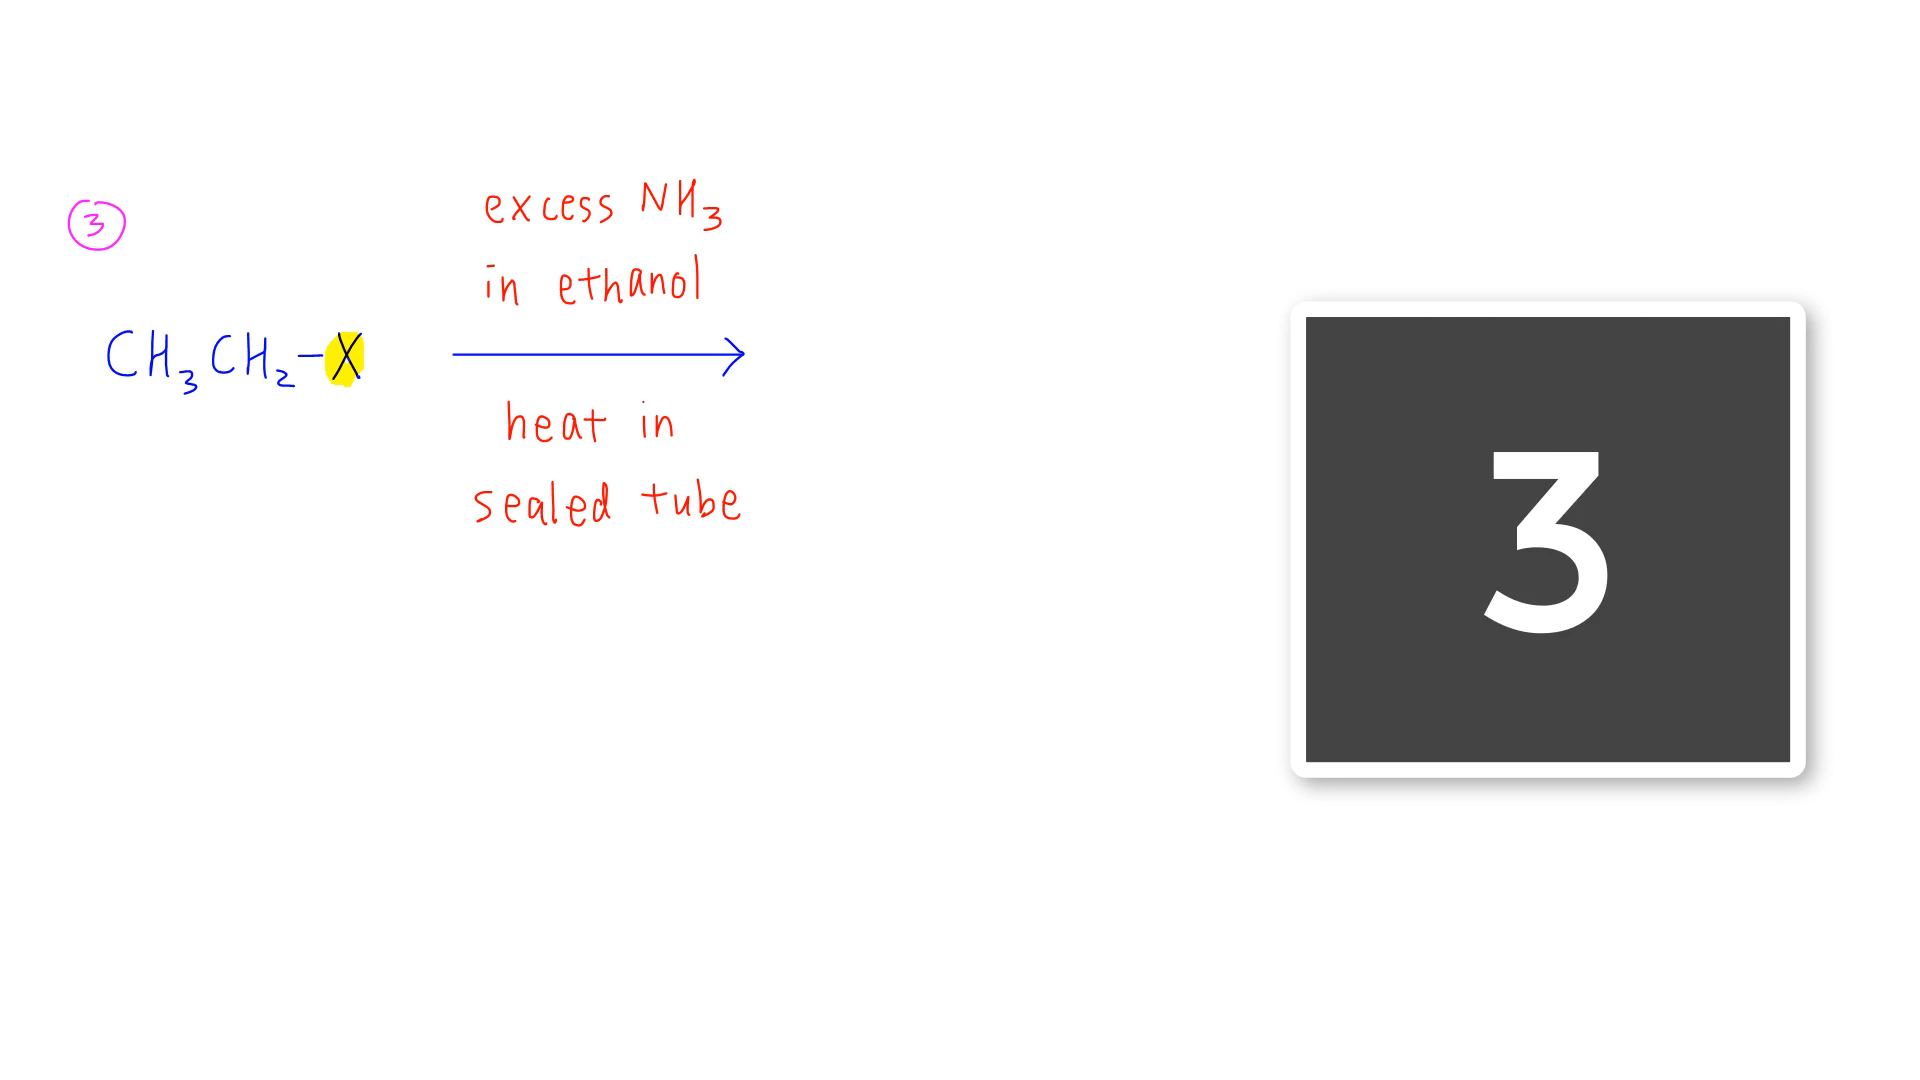 ③
excess NH₃
in ethanol
CH₃CH₂-X
heat in
sealed tube
3